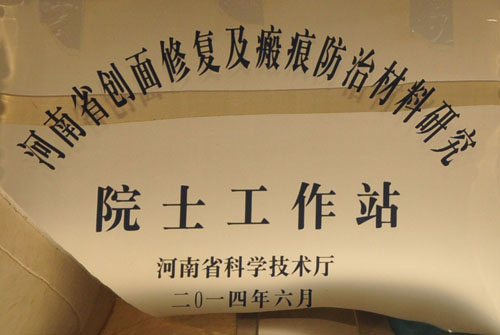 河南省创面修复及瘢痕防治材料研究
院士工作站
河南省科学技术厅
二〇一四年六月